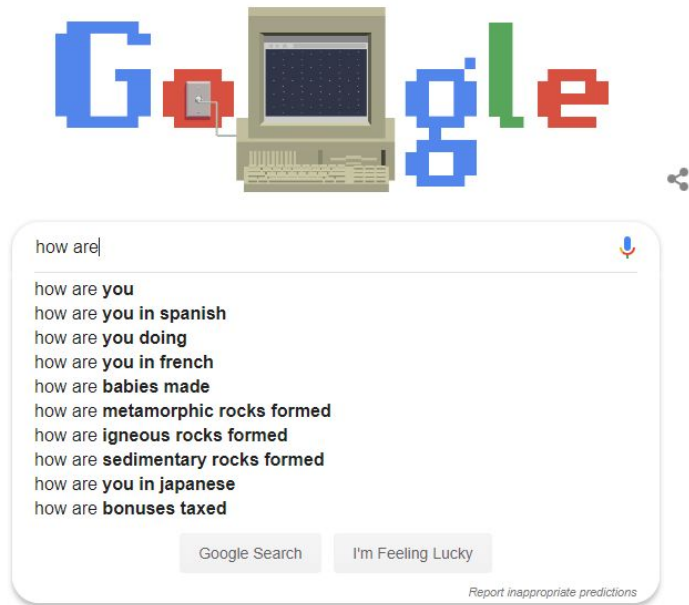 Google
how are
how are you
how are you in spanish
how are you doing
how are you in french
how are babies made
how are metamorphic rocks formed
how are igneous rocks formed
how are sedimentary rocks formed
how are you in japanese
how are bonuses taxed
Google Search I'm Feeling Lucky
Report inappropriate predictions